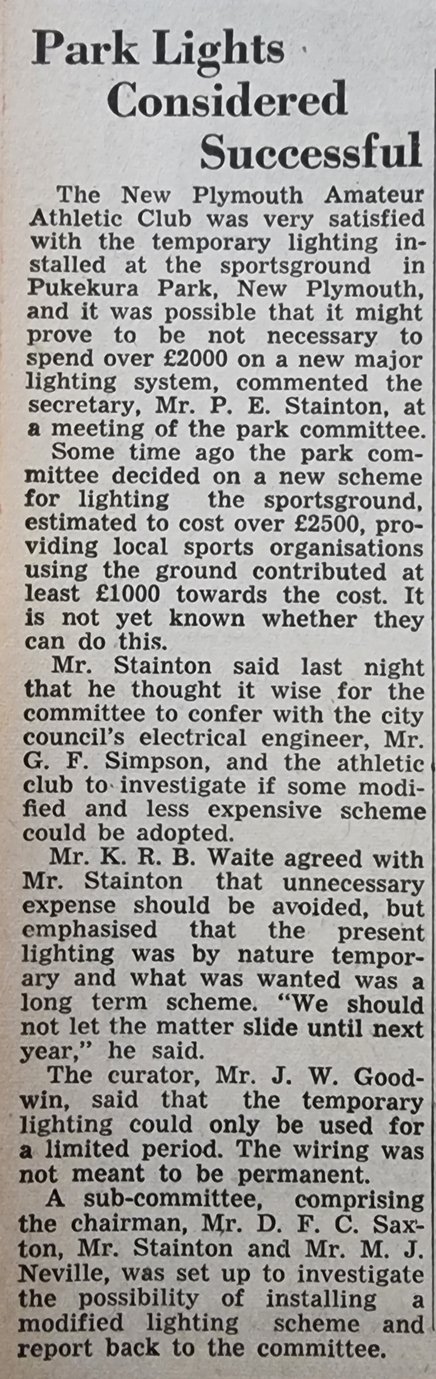 Park Lights
Considered
Successful
The New Plymouth Amateur
Athletic Club was very satisfied
with the temporary lighting in-
stalled at the sportsground in
Pukekura Park, New Plymouth,
and it was possible that it might
prove to be not necessary to
spend over £2000 on a new major
lighting system, commented the
secretary, Mr. P. E. Stainton, at
a meeting of the park committee.
Some time ago the park com-
mittee decided on a new scheme
for lighting the sportsground,
estimated to cost over £2500, pro-
viding local sports organisations
using the ground contributed at
least £1000 towards the cost. It
is not yet known whether they
can do this.
Mr. Stainton said last night
that he thought it wise for the
committee to confer with the city
council's electrical engineer, Mr.
G. F. Simpson, and the athletic
club to investigate if some modi-
fied and less expensive scheme
could be adopted.
Mr. K. R. B. Waite agreed with
Mr. Stainton that unnecessary
expense should be avoided, but
emphasised that the present
lighting was by nature tempor-
ary and what was wanted was a
long term scheme. "We should
not let the matter slide until next
year," he said.
The curator, Mr. J. W. Good-
win, said that the temporary
lighting could only be used for
a limited period. The wiring was
not meant to be permanent.
A sub-committee, comprising
the chairman, Mr. D. F. C. Sax-
ton, Mr. Stainton and Mr. M. J.
Neville, was set up to investigate
the possibility of installing a
modified lighting scheme and
report back to the committee.